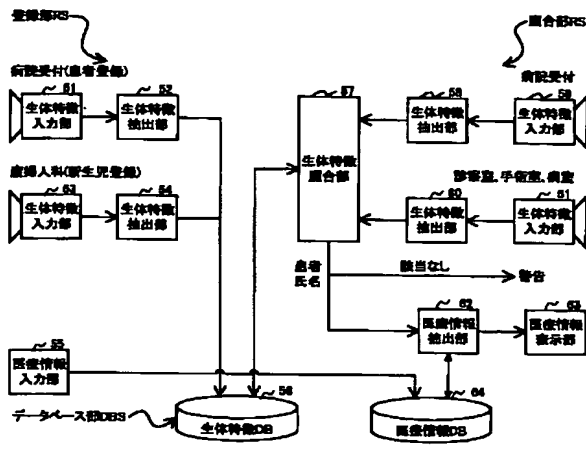 登録部RS
照合部RS
病院受付(患者登録)
51
生体特徴
入力部
52
生体特徴
抽出部
産婦人科(新生児登録)
53
生体特徴
入力部
54
生体特徴
抽出部
55
医療情報
入力部
57
生体特徴
照合部
病院受付
58
生体特徴
抽出部
59
生体特徴
入力部
診察室、手術室、病室
60
生体特徴
抽出部
61
生体特徴
入力部
患者
氏名
該当なし
警告
62
医療情報
抽出部
63
医療情報
表示部
データベース部DBS
56
生体特徴DB
64
医療情報DB